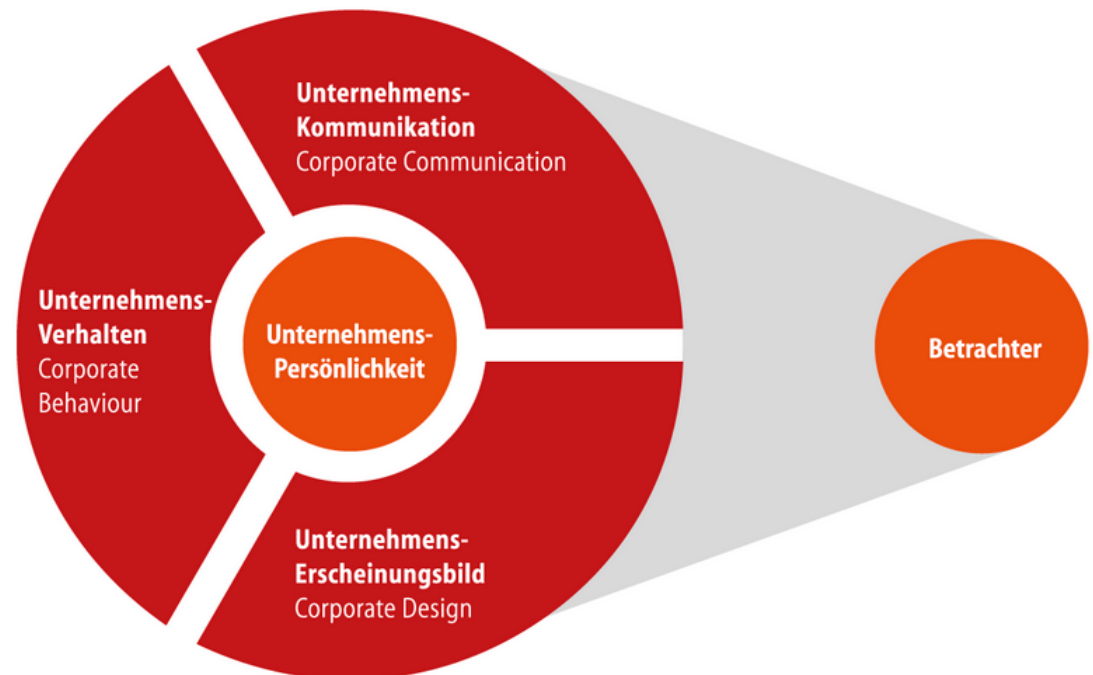 Unternehmens-
Kommunikation
Corporate Communication
Unternehmens-
Verhalten
Corporate
Behaviour
Unternehmens-
Persönlichkeit
Betrachter
Unternehmens-
Erscheinungsbild
Corporate Design